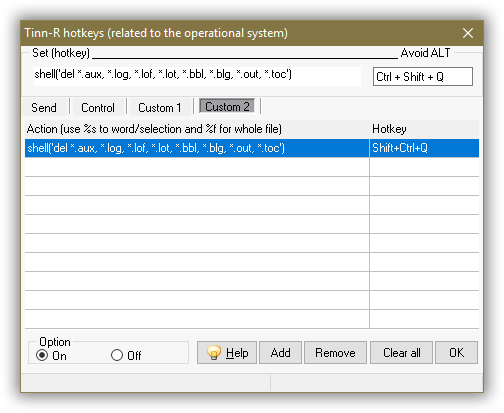 Tinn-R hotkeys (related to the operational system)
Set (hotkey) Avoid ALT
shell('del *.aux, *.log, *.lof, *.lot, *.bbl, *.blg, *.out, *.toc') Ctrl + Shift + Q
Send Control Custom 1 Custom 2
Action (use %s to word/selection and %f for whole file) Hotkey
shell('del *.aux, *.log, *.lof, *.lot, *.bbl, *.blg, *.out, *.toc') Shift+Ctrl+Q
Option
On Off Help Add Remove Clear all OK